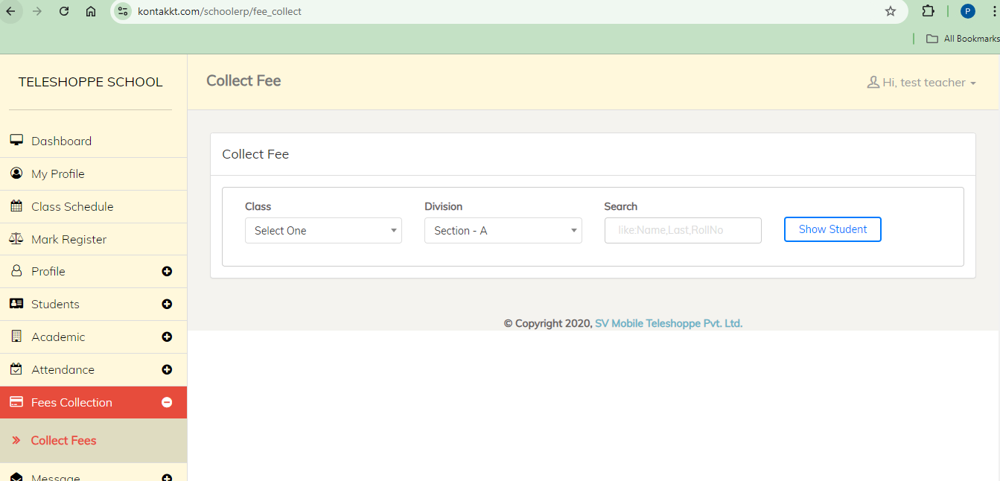 kontakkt.com/schoolerp/fee_collect
P
All Bookmarks
TELESHOPPE SCHOOL
Collect Fee
Hi, test teacher
Dashboard
My Profile
Class Schedule
Mark Register
Profile
Students
Academic
Attendance
Fees Collection
Collect Fees
Message
Collect Fee
Class
Division
Search
Select One
Section - A
like:Name,Last,RollNo
Show Student
© Copyright 2020, SV Mobile Teleshoppe Pvt. Ltd.